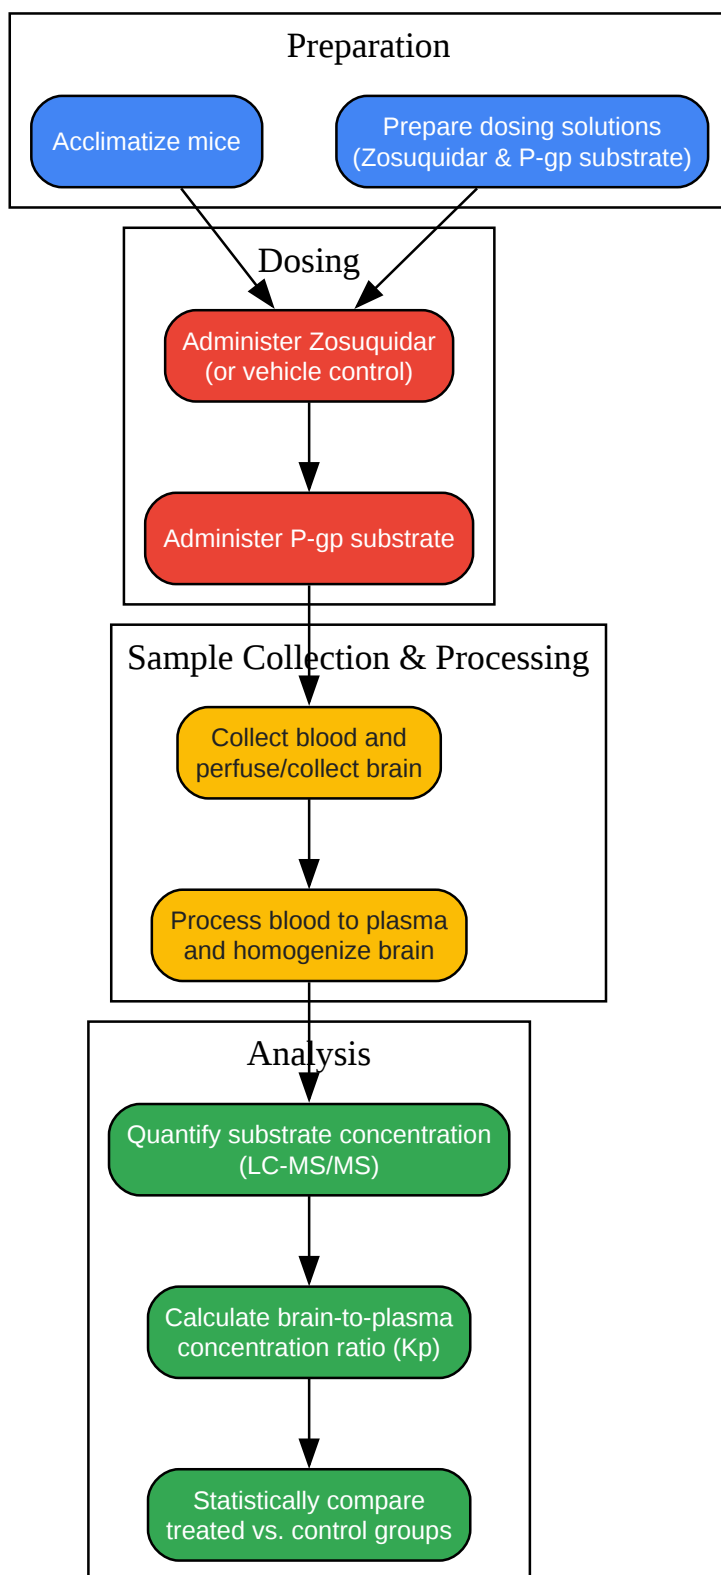 Preparation
Acclimatize mice
Prepare dosing solutions
(Zosuquidar & P-gp substrate)
Dosing
Administer Zosuquidar
(or vehicle control)
Administer P-gp substrate
Sample Collection & Processing
Collect blood and
perfuse/collect brain
Process blood to plasma
and homogenize brain
Analysis
Quantify substrate concentration
(LC-MS/MS)
Calculate brain-to-plasma
concentration ratio (Kp)
Statistically compare
treated vs. control groups